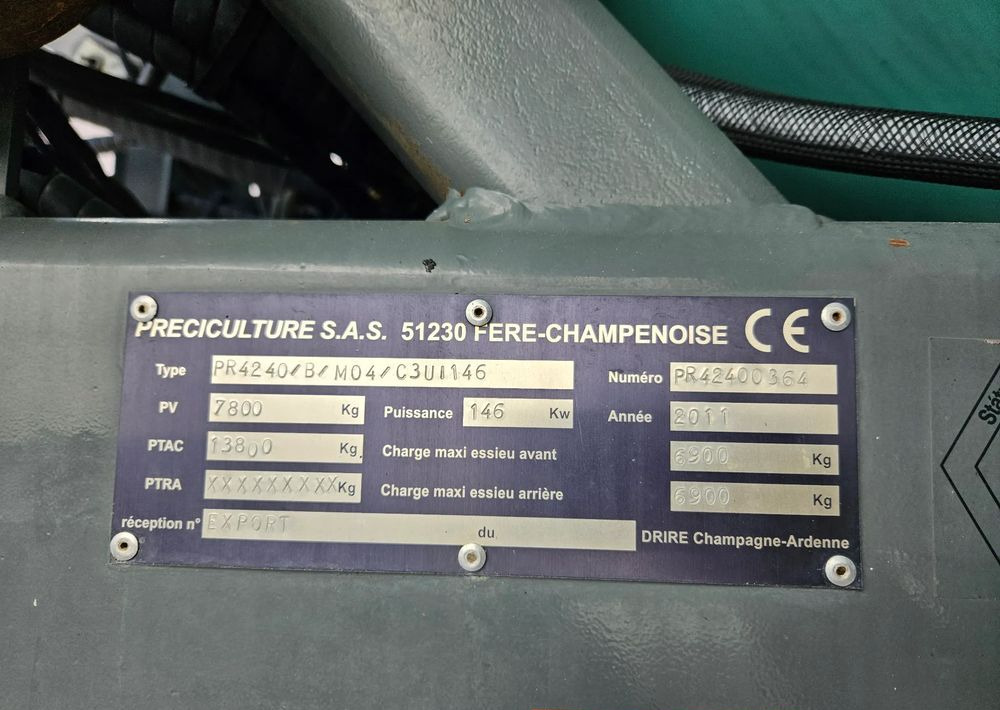 PRECICULTURE S.A.S. 51230 FERE-CHAMPENOISE CE
Type PR4240/B/M04/C3UI146 Numéro PR42400364
PV 7800 Kg Puissance 146 Kw Année 2011
PTAC 13800 Kg Charge maxi essieu avant 6900 Kg
PTRA XXXXXXXXX Kg Charge maxi essieu arrière 6900 Kg
réception n° EXPORT du DRIRE Champagne-Ardenne